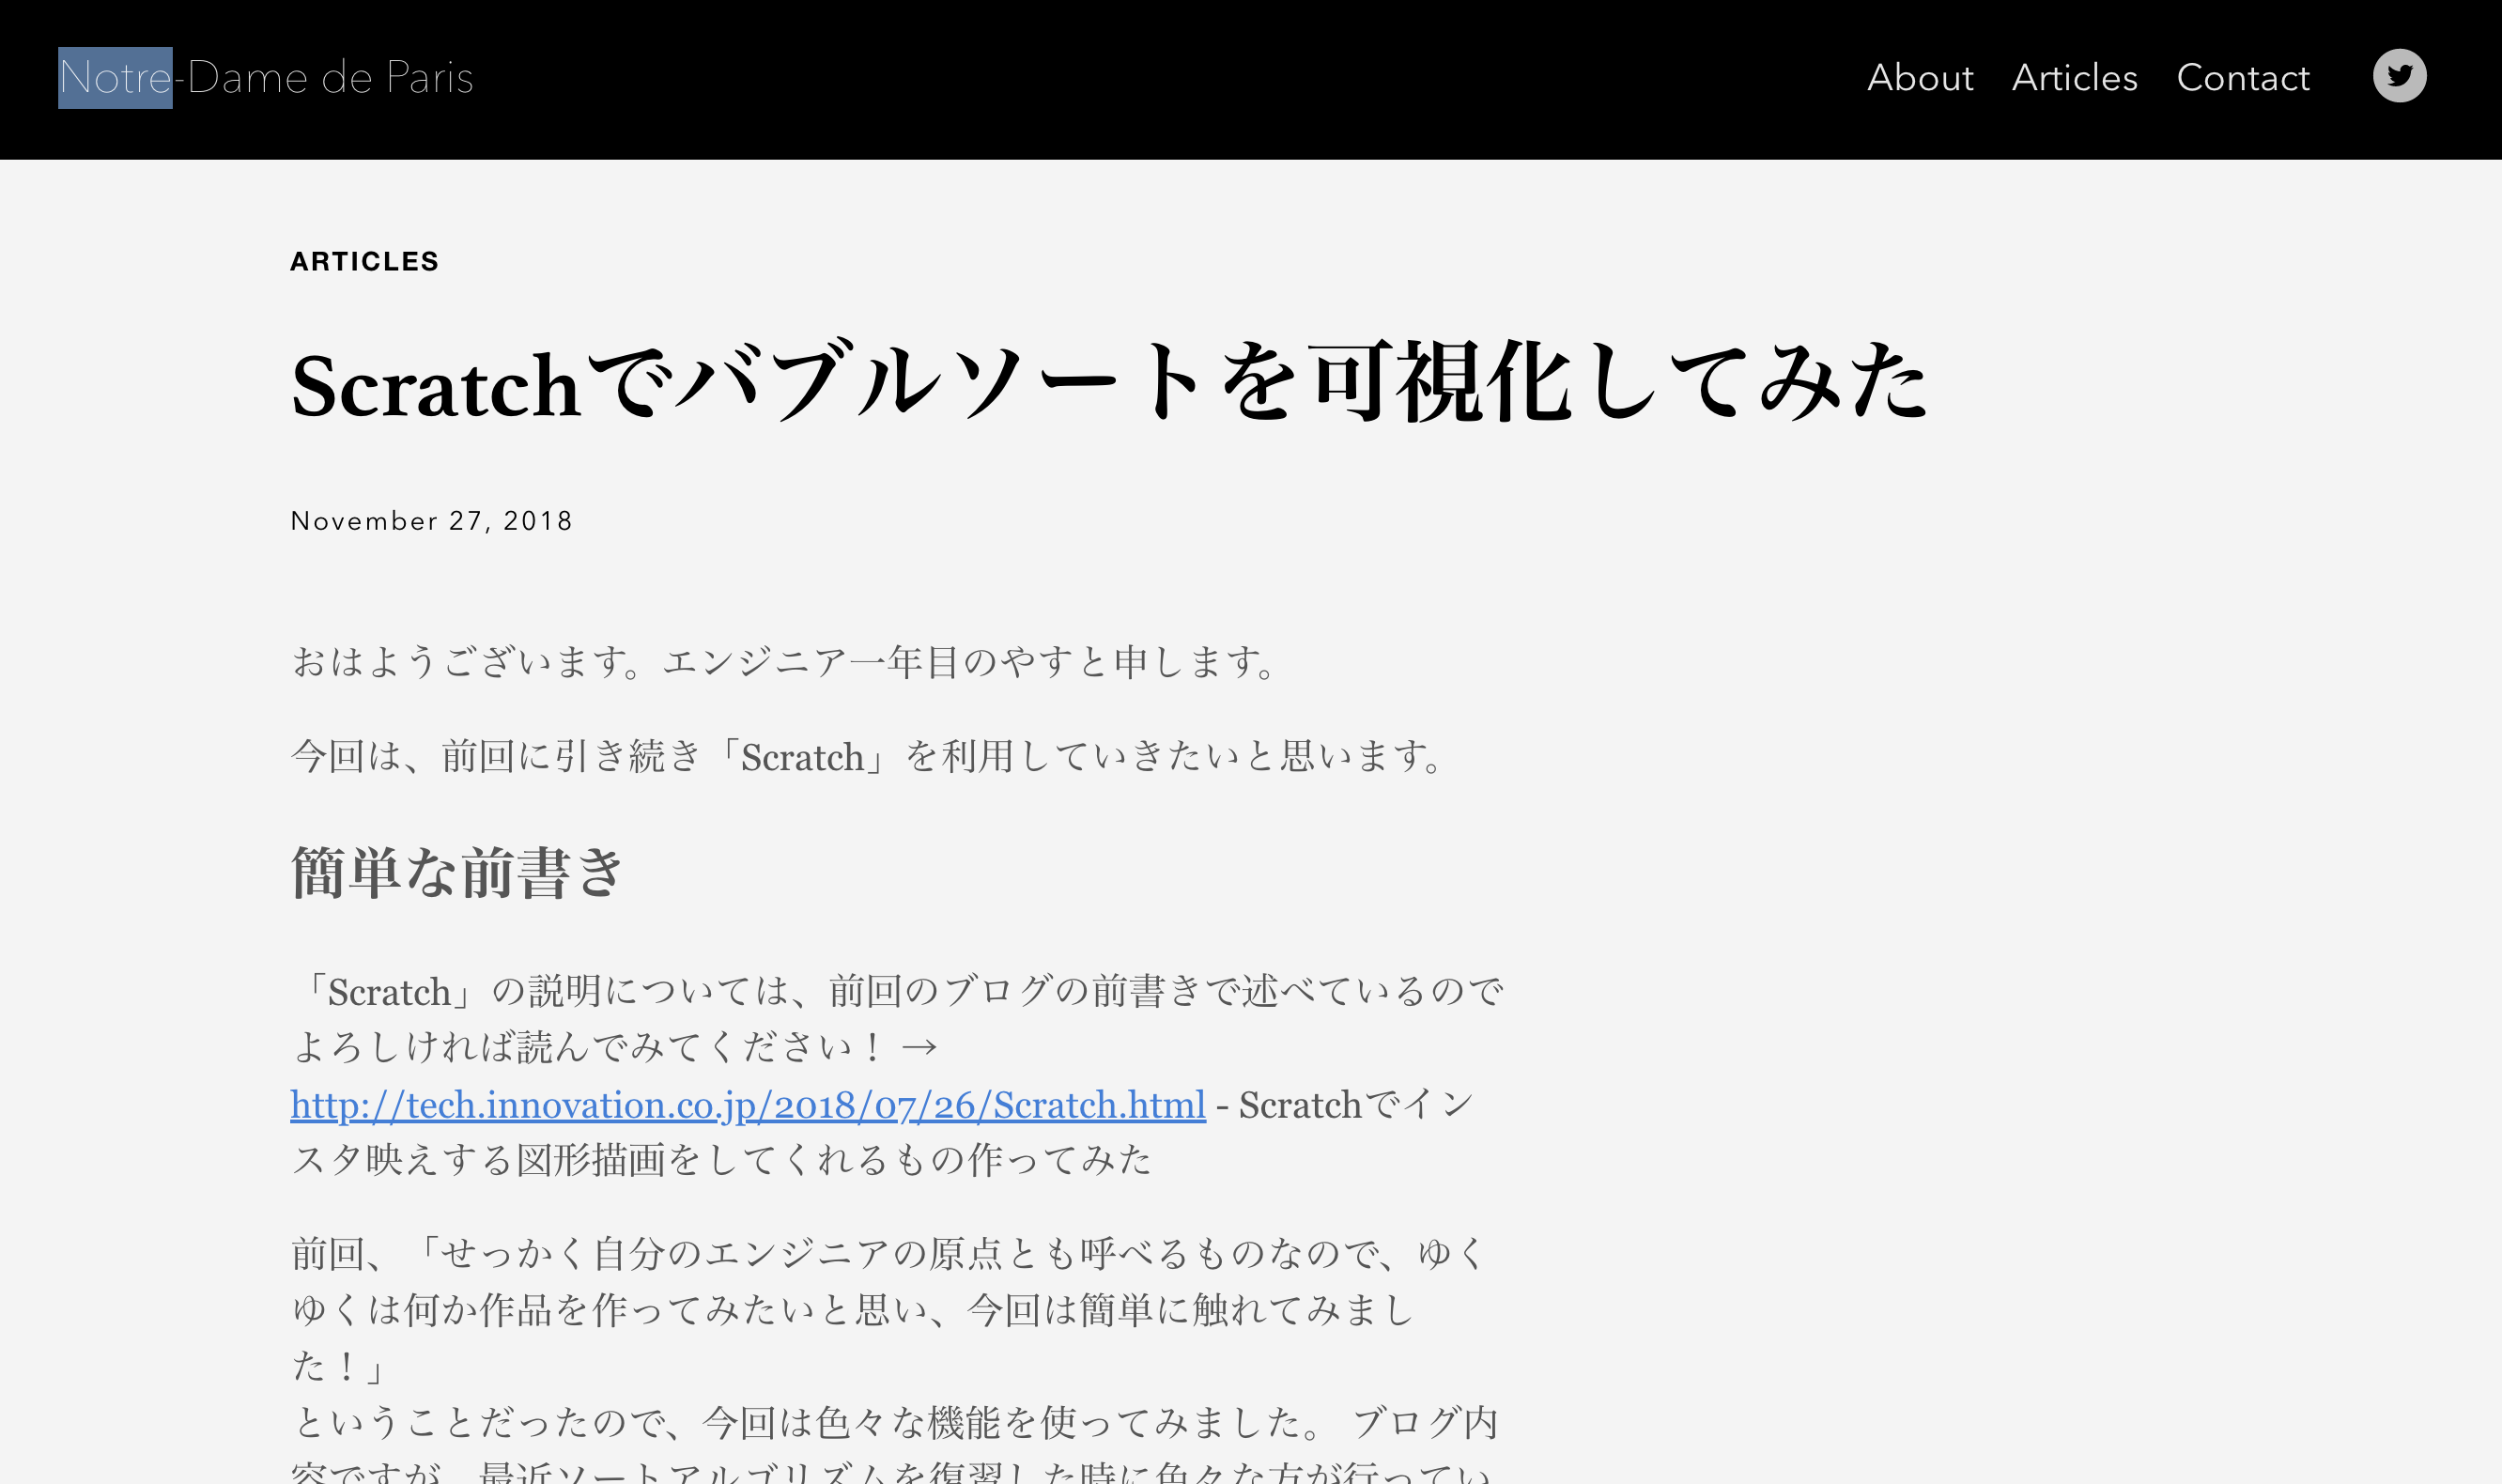 Notre-Dame de Paris
About Articles Contact
ARTICLES
Scratchでバブルソートを可視化してみた
November 27, 2018
おはようございます。エンジニア一年目のやすと申します。
今回は、前回に引き続き「Scratch」を利用していきたいと思います。
簡単な前書き
「Scratch」の説明については、前回のブログの前書きで述べているので
よろしければ読んでみてください！ →
http://tech.innovation.co.jp/2018/07/26/Scratch.html - Scratchでイン
スタ映えする図形描画をしてくれるもの作ってみた
前回、「せっかく自分のエンジニアの原点とも呼べるものなので、ゆく
ゆくは何か作品を作ってみたいと思い、今回は簡単に触れてみまし
た！」
ということだったので、今回は色々な機能を使ってみました。 ブログ内
容ですが、最近ソートアルゴリズムを復習した時に色々な方が行ってい